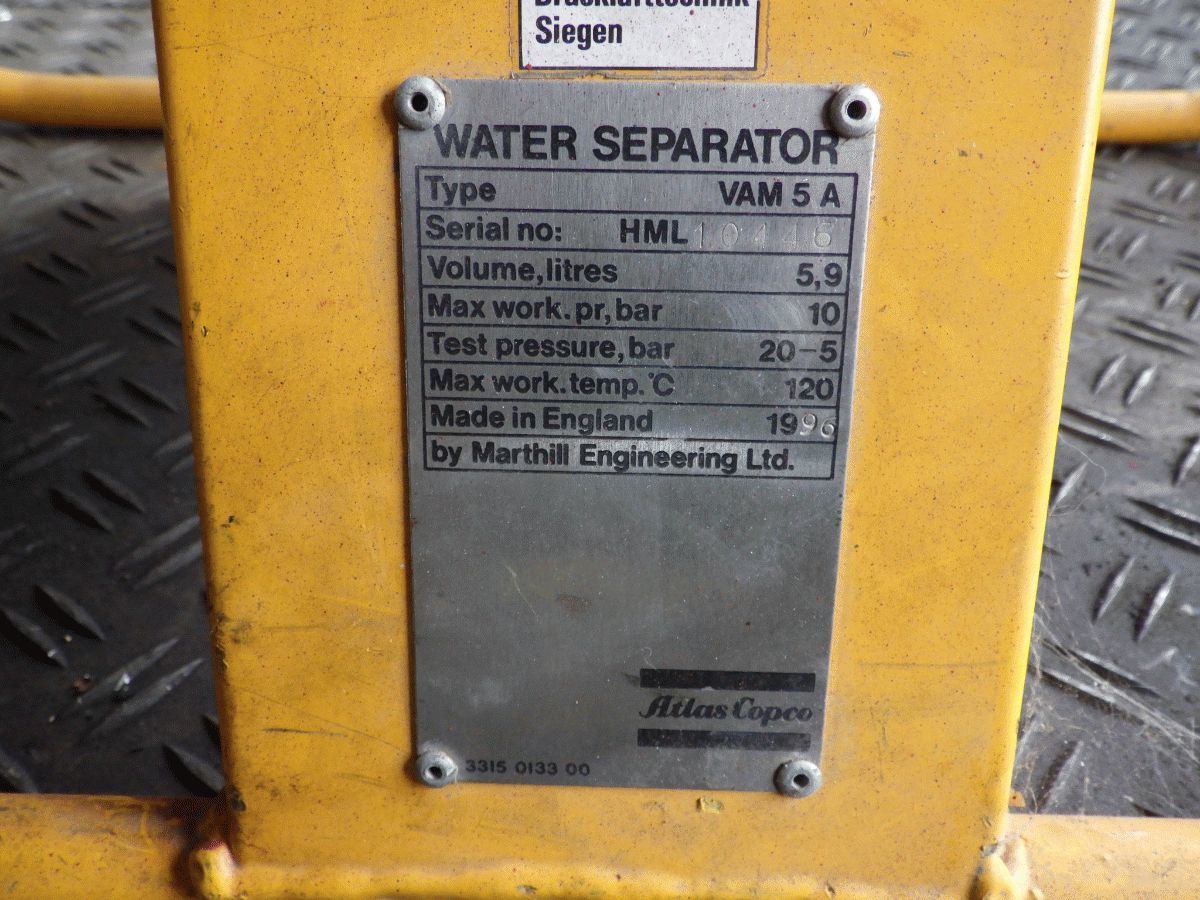 Drucklufttechnik
Siegen
WATER SEPARATOR
Type VAM 5 A
Serial no: HML 10446
Volume, litres 5,9
Max work. pr, bar 10
Test pressure, bar 20-5
Max work. temp. °C 120
Made in England 1996
by Marthill Engineering Ltd.
Atlas Copco
3315 0133 00